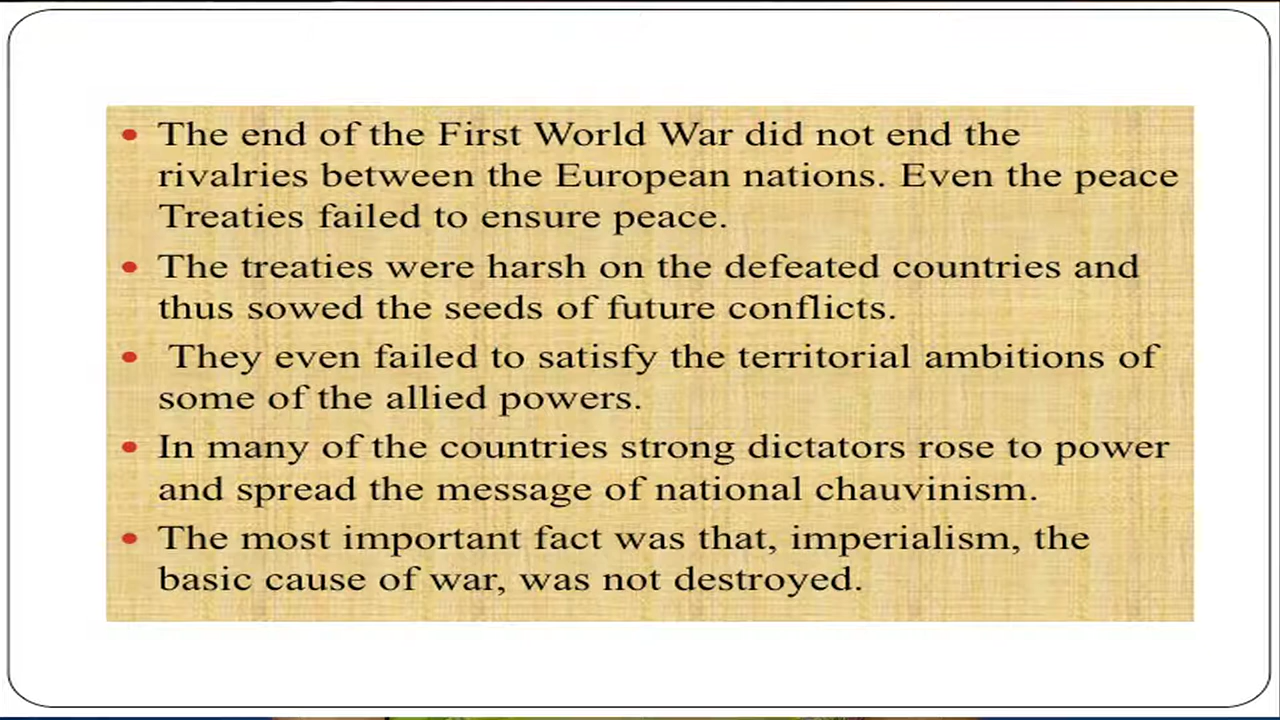 • The end of the First World War did not end the
rivalries between the European nations. Even the peace
Treaties failed to ensure peace.
• The treaties were harsh on the defeated countries and
thus sowed the seeds of future conflicts.
• They even failed to satisfy the territorial ambitions of
some of the allied powers.
• In many of the countries strong dictators rose to power
and spread the message of national chauvinism.
• The most important fact was that, imperialism, the
basic cause of war, was not destroyed.